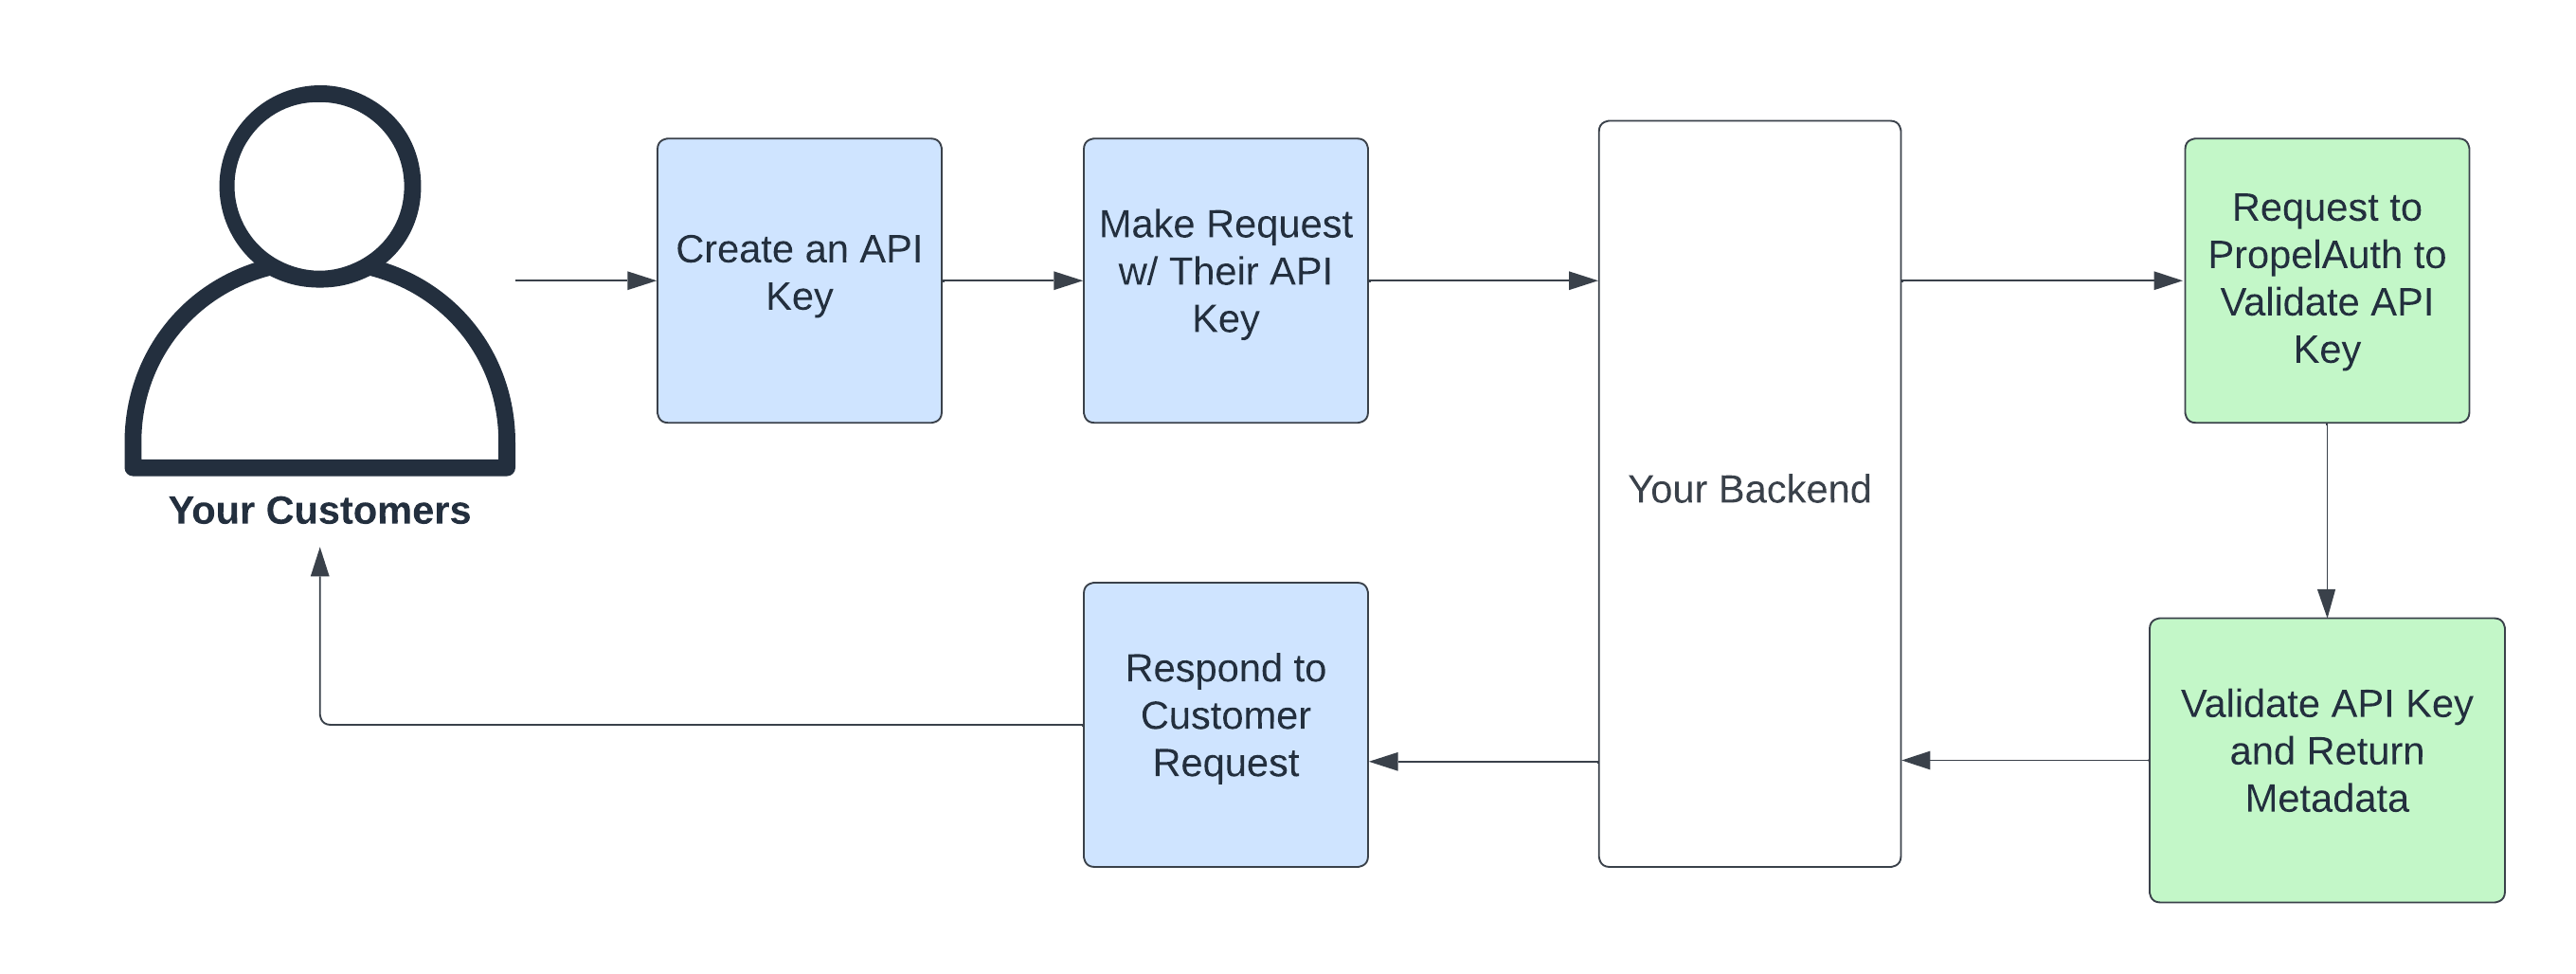 Your Customers
Create an API
Key
Make Request
w/ Their API
Key
Your Backend
Request to
PropelAuth to
Validate API
Key
Validate API Key
and Return
Metadata
Respond to
Customer
Request